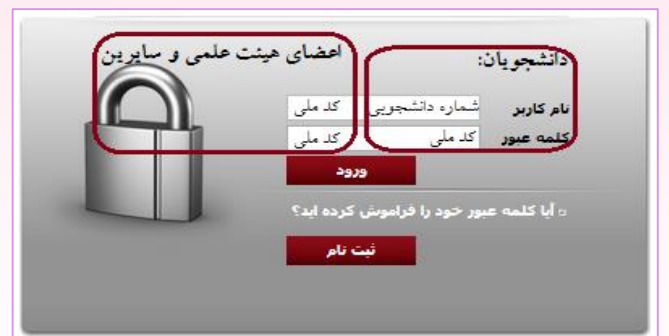 دانشجویان: اعضای هیئت علمی و سایرین
نام کاربر شماره دانشجویی کد ملی
کلمه عبور کد ملی کد ملی
ورود
آیا کلمه عبور خود را فراموش کرده اید؟
ثبت نام